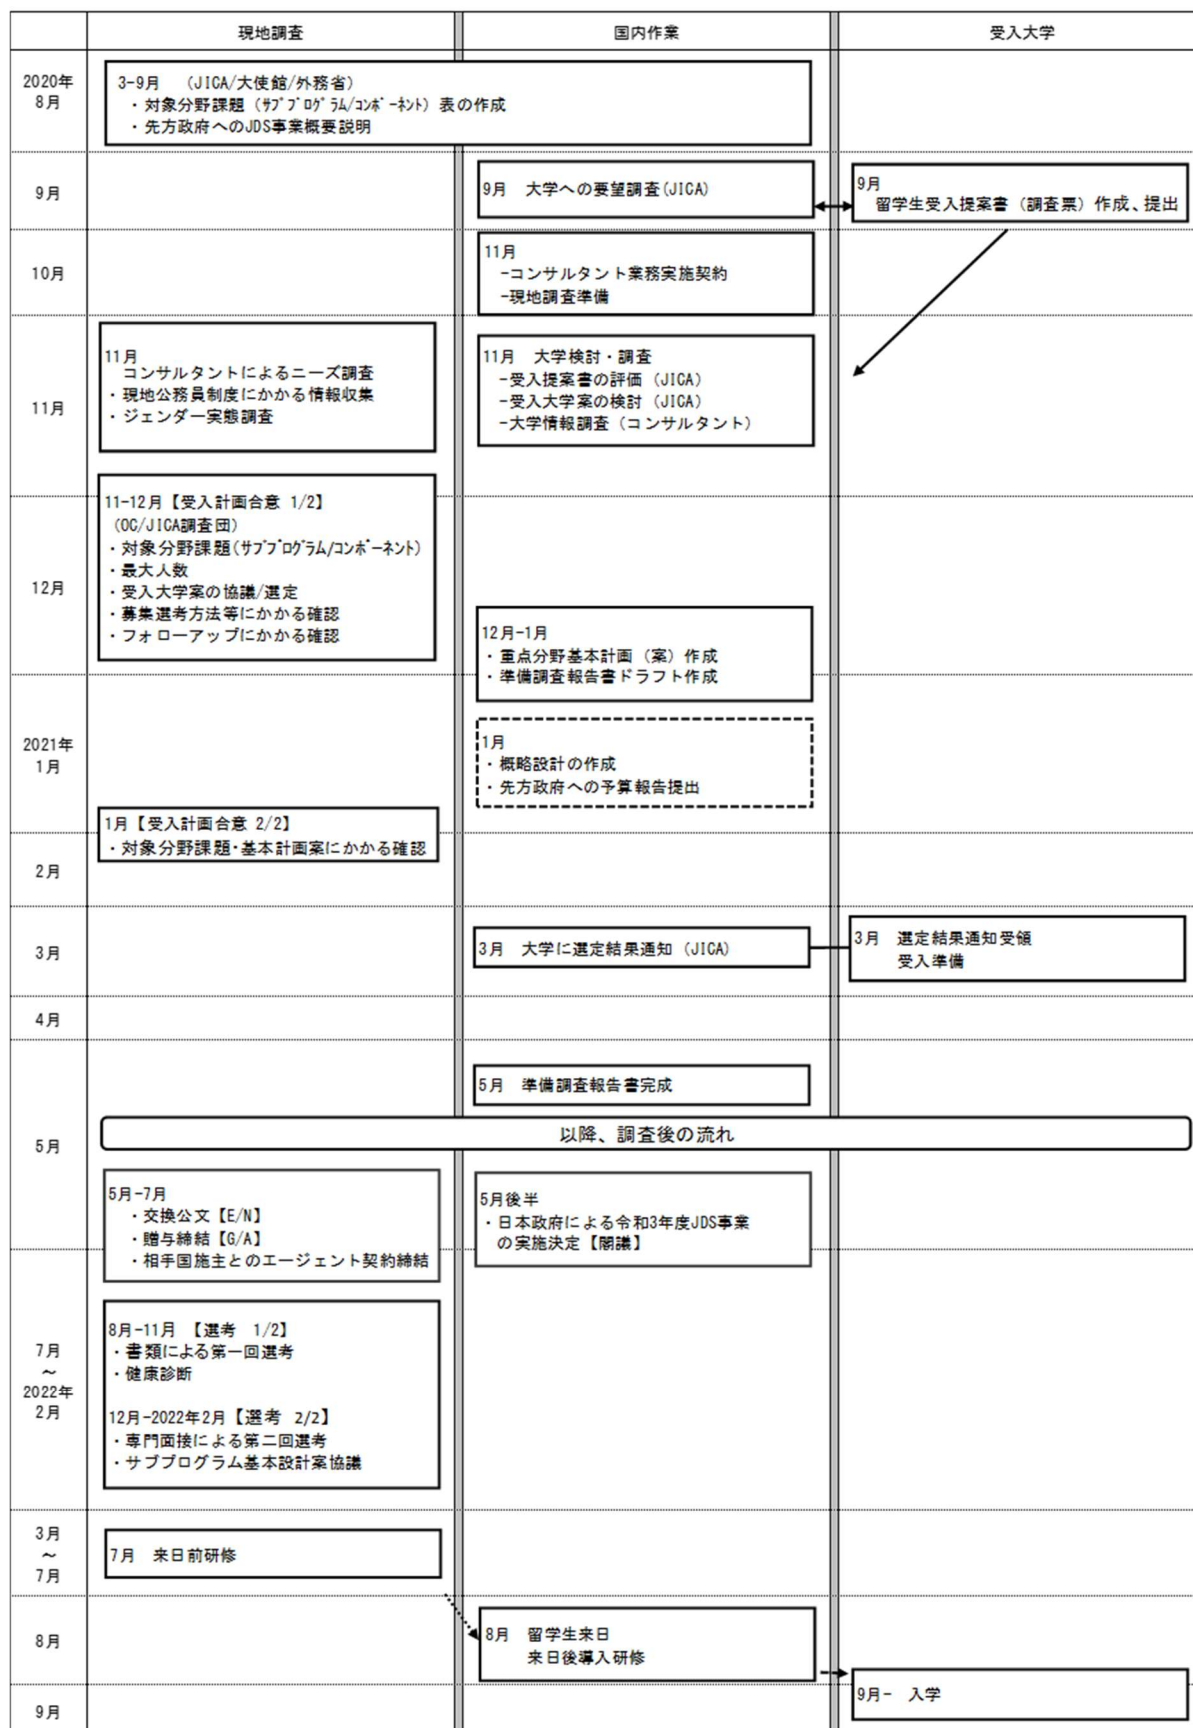 現地調査
国内作業
受入大学
2020年
8月
3-9月 （JICA/大使館/外務省）
・対象分野課題（ｻﾌﾞﾌﾟﾛｸﾞﾗﾑ/ｺﾝﾎﾟｰﾈﾝﾄ）表の作成
・先方政府へのJDS事業概要説明
9月
9月 大学への要望調査(JICA)
9月
留学生受入提案書（調査票）作成、提出
10月
11月
-コンサルタント業務実施契約
-現地調査準備
11月
11月
コンサルタントによるニーズ調査
・現地公務員制度にかかる情報収集
・ジェンダー実態調査
11月 大学検討・調査
-受入提案書の評価（JICA）
-受入大学案の検討（JICA）
-大学情報調査（コンサルタント）
12月
11-12月【受入計画合意 1/2】
（OC/JICA調査団）
・対象分野課題(ｻﾌﾞﾌﾟﾛｸﾞﾗﾑ/ｺﾝﾎﾟｰﾈﾝﾄ)
・最大人数
・受入大学案の協議/選定
・募集選考方法等にかかる確認
・フォローアップにかかる確認
12月-1月
・重点分野基本計画（案）作成
・準備調査報告書ドラフト作成
2021年
1月
1月
・概略設計の作成
・先方政府への予算報告提出
1月【受入計画合意 2/2】
・対象分野課題･基本計画案にかかる確認
2月
3月
3月 大学に選定結果通知（JICA）
3月 選定結果通知受領
受入準備
4月
5月
5月 準備調査報告書完成
以降、調査後の流れ
5月-7月
・交換公文【E/N】
・贈与締結【G/A】
・相手国施主とのエージェント契約締結
5月後半
・日本政府による令和3年度JDS事業
の実施決定【閣議】
7月
～
2022年
2月
8月-11月 【選考 1/2】
・書類による第一回選考
・健康診断
12月-2022年2月【選考 2/2】
・専門面接による第二回選考
・サブプログラム基本設計案協議
3月
～
7月
7月 来日前研修
8月
8月 留学生来日
来日後導入研修
9月
9月- 入学